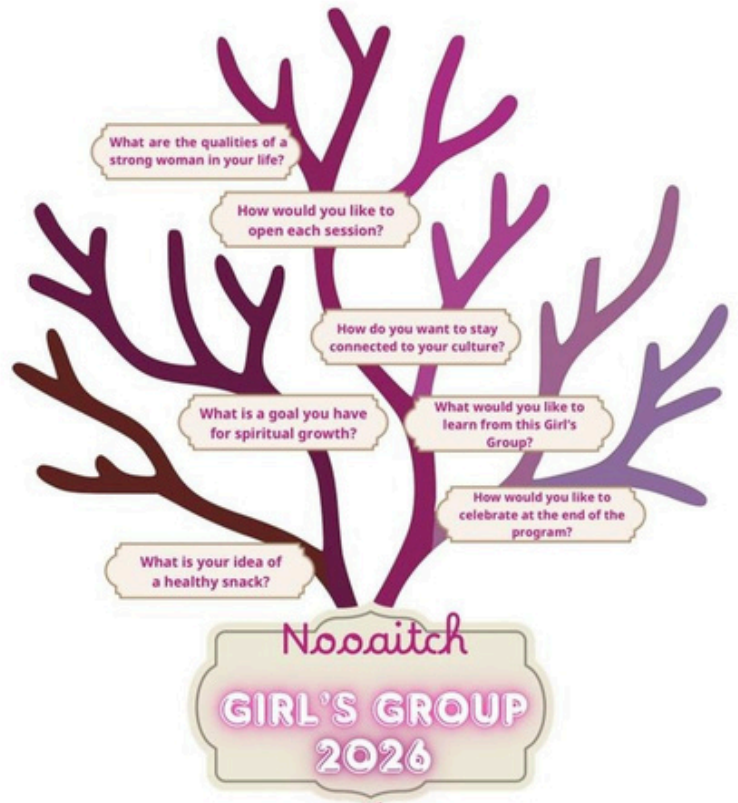 What are the qualities of a
strong woman in your life?
How would you like to
open each session?
How do you want to stay
connected to your culture?
What is a goal you have
for spiritual growth?
What would you like to
learn from this Girl's
Group?
How would you like to
celebrate at the end of the
program?
What is your idea of
a healthy snack?
Nooaitch
GIRL'S GROUP
2026